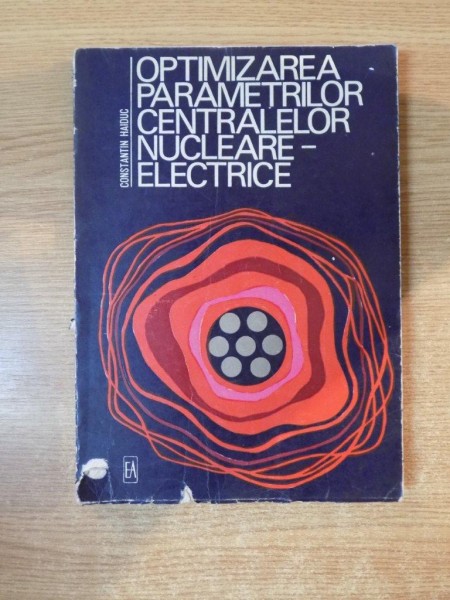 CONSTANTIN HAIDUC
OPTIMIZAREA
PARAMETRILOR
CENTRALELOR
NUCLEARE –
ELECTRICE
EA